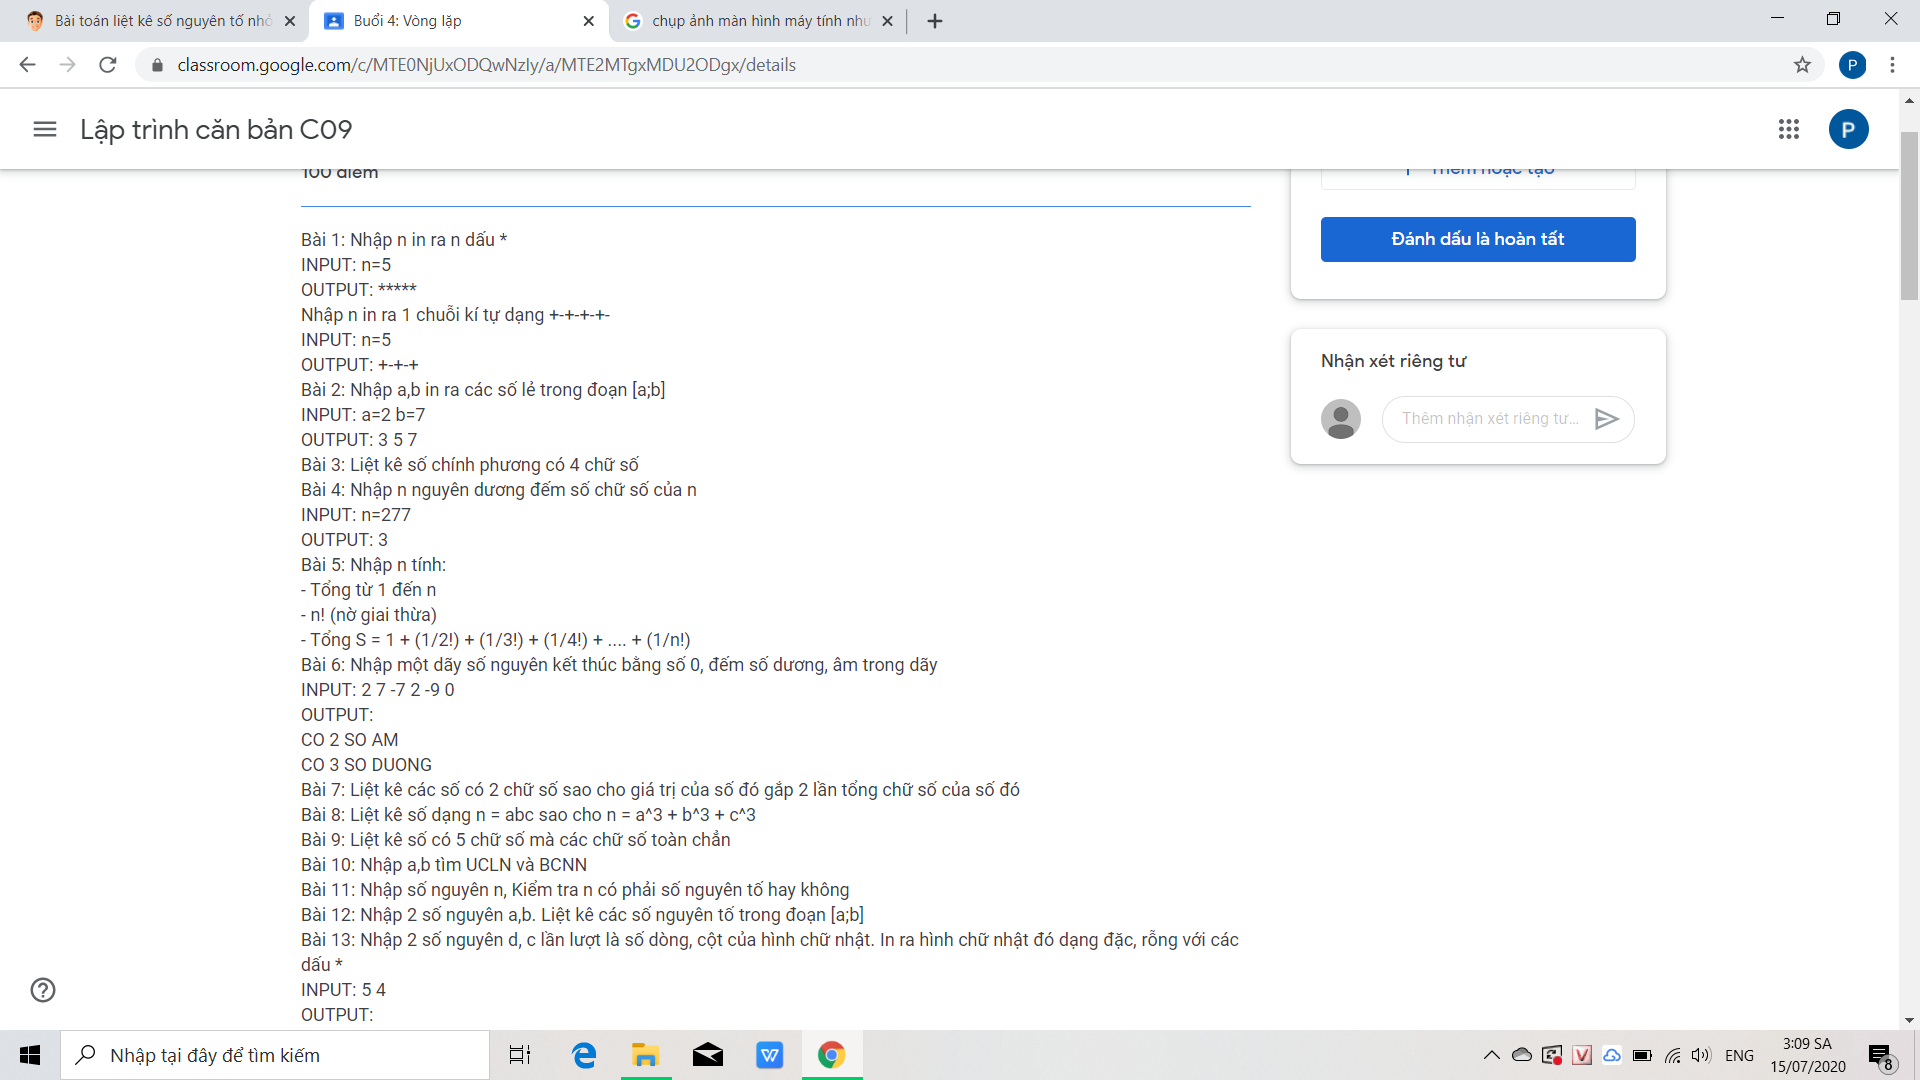 Bài toán liệt kê số nguyên tố nhỏ
Buổi 4: Vòng lặp
chụp ảnh màn hình máy tính như
classroom.google.com/c/MTE0NjUxODQwNzIy/a/MTE2MTgxMDU2ODgx/details
P
Lập trình căn bản C09
P
100 điểm
Thêm hoặc tạo
Đánh dấu là hoàn tất
Bài 1: Nhập n in ra n dấu *
INPUT: n=5
OUTPUT: *****
Nhập n in ra 1 chuỗi kí tự dạng +-+-+-+-
INPUT: n=5
OUTPUT: +-+-+
Bài 2: Nhập a,b in ra các số lẻ trong đoạn [a;b]
INPUT: a=2 b=7
OUTPUT: 3 5 7
Bài 3: Liệt kê số chính phương có 4 chữ số
Bài 4: Nhập n nguyên dương đếm số chữ số của n
INPUT: n=277
OUTPUT: 3
Bài 5: Nhập n tính:
- Tổng từ 1 đến n
- n! (nờ giai thừa)
- Tổng S = 1 + (1/2!) + (1/3!) + (1/4!) + .... + (1/n!)
Bài 6: Nhập một dãy số nguyên kết thúc bằng số 0, đếm số dương, âm trong dãy
INPUT: 2 7 -7 2 -9 0
OUTPUT:
CO 2 SO AM
CO 3 SO DUONG
Bài 7: Liệt kê các số có 2 chữ số sao cho giá trị của số đó gấp 2 lần tổng chữ số của số đó
Bài 8: Liệt kê số dạng n = abc sao cho n = a^3 + b^3 + c^3
Bài 9: Liệt kê số có 5 chữ số mà các chữ số toàn chẳn
Bài 10: Nhập a,b tìm UCLN và BCNN
Bài 11: Nhập số nguyên n, Kiểm tra n có phải số nguyên tố hay không
Bài 12: Nhập 2 số nguyên a,b. Liệt kê các số nguyên tố trong đoạn [a;b]
Bài 13: Nhập 2 số nguyên d, c lần lượt là số dòng, cột của hình chữ nhật. In ra hình chữ nhật đó dạng đặc, rỗng với các
dấu *
INPUT: 5 4
OUTPUT:
Nhận xét riêng tư
Thêm nhận xét riêng tư...
Nhập tại đây để tìm kiếm
ENG
3:09 SA
15/07/2020
8